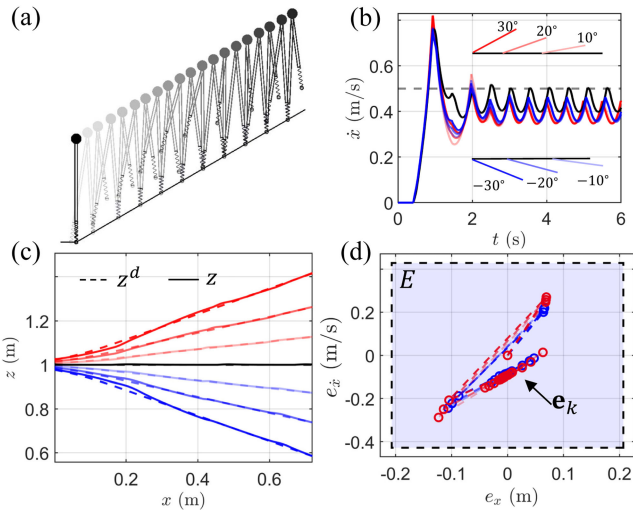 (a)
(b)
0.8
0.6
0.4
0.2
0
ẋ (m/s)
30°
20°
10°
-30°
-20°
-10°
0 2 4 6
t (s)
(c)
z^d z
1.2
1
0.8
0.6
z (m)
0.2 0.4 0.6
x (m)
(d)
E
0.2
0
-0.2
-0.4
e_ẋ (m/s)
e_k
-0.2 -0.1 0 0.1 0.2
e_x (m)